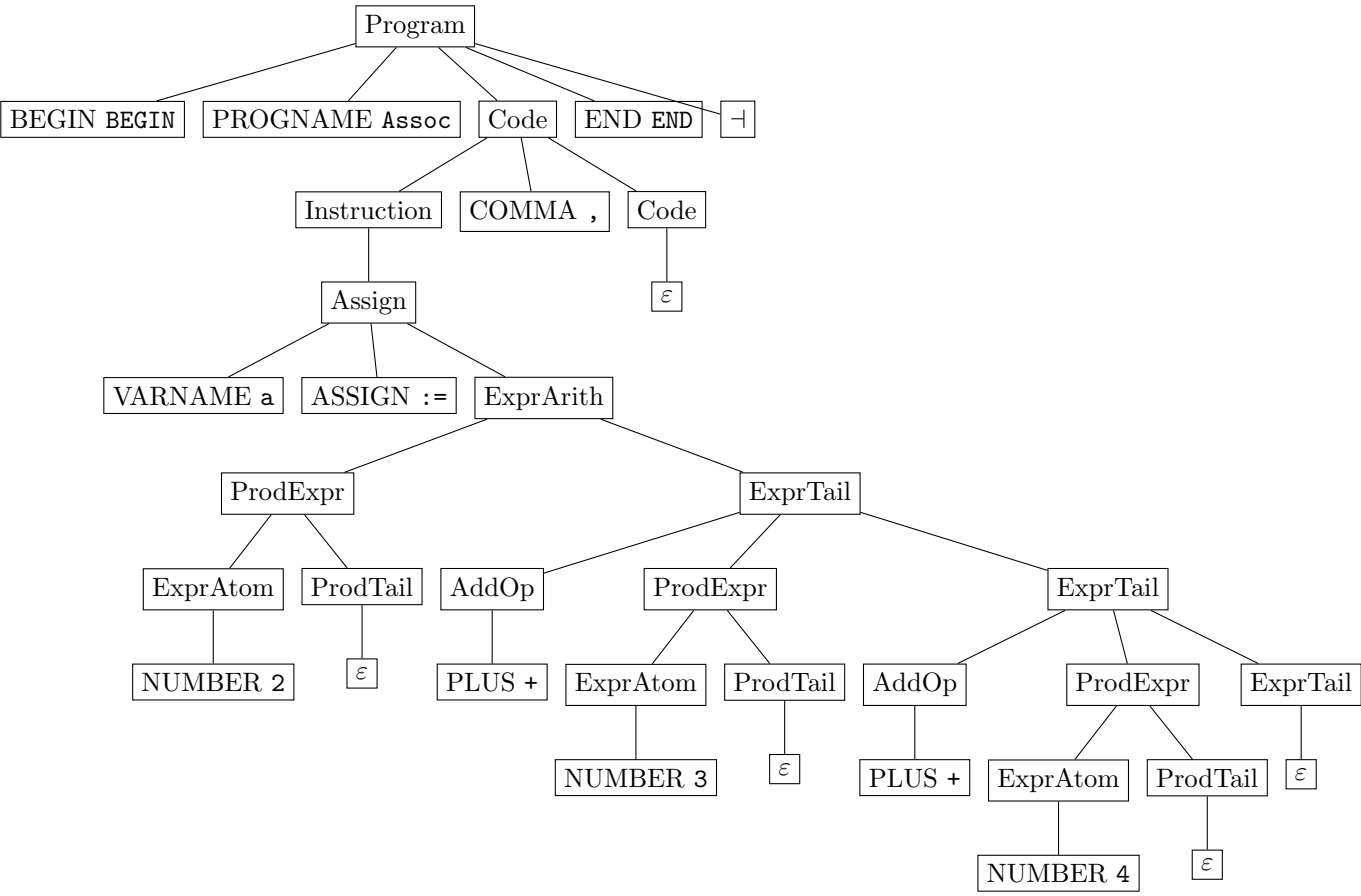 Program
BEGIN BEGIN PROGNAME Assoc Code END END ⊣
Instruction COMMA , Code
Assign ε
VARNAME a ASSIGN := ExprArith
ProdExpr ExprTail
ExprAtom ProdTail AddOp ProdExpr ExprTail
NUMBER 2 ε PLUS + ExprAtom ProdTail AddOp ProdExpr ExprTail
NUMBER 3 ε PLUS + ExprAtom ProdTail ε
NUMBER 4 ε